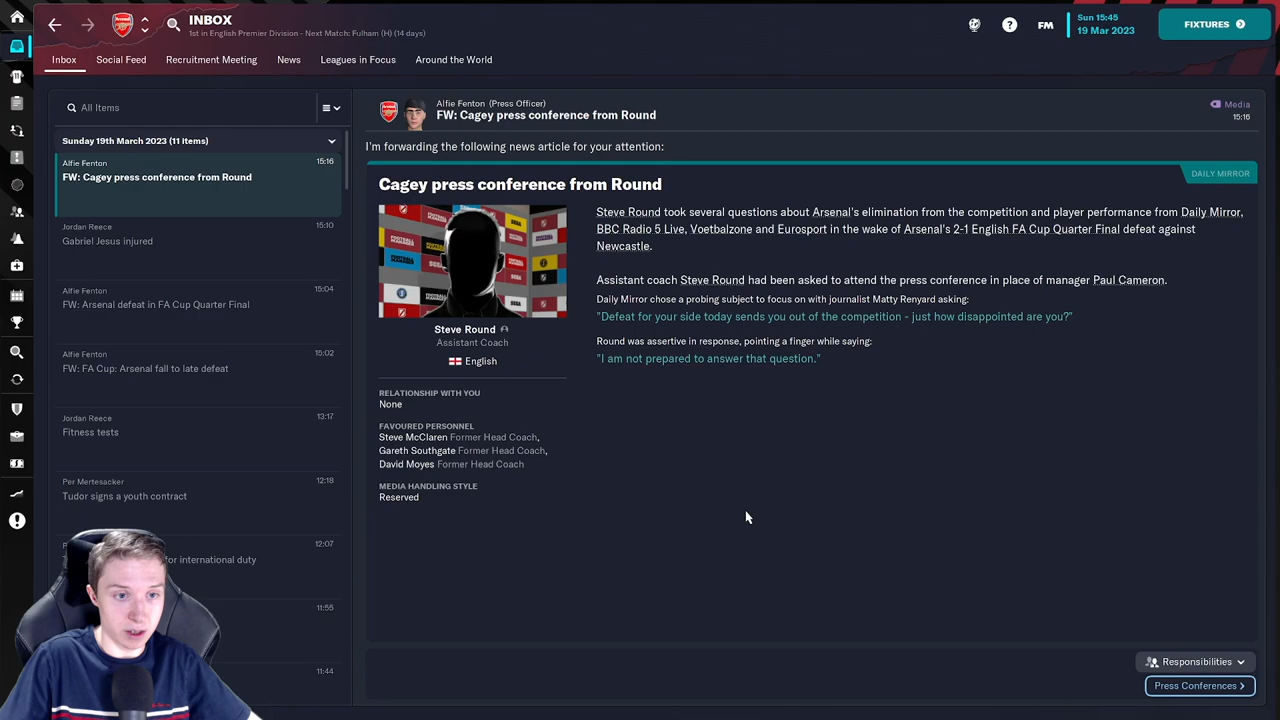 INBOX
1st in English Premier Division - Next Match: Fulham (H) (14 days)
FM
Sun 15:45
19 Mar 2023
FIXTURES
Inbox
Social Feed
Recruitment Meeting
News
Leagues in Focus
Around the World
All Items
Sunday 19th March 2023 (11 items)
Alfie Fenton
15:16
FW: Cagey press conference from Round
Jordan Reece
15:10
Gabriel Jesus injured
Alfie Fenton
15:04
FW: Arsenal defeat in FA Cup Quarter Final
Alfie Fenton
15:02
FW: FA Cup: Arsenal fall to late defeat
Jordan Reece
13:17
Fitness tests
Per Mertesacker
12:18
Tudor signs a youth contract
12:07
for international duty
11:55
11:44
Alfie Fenton (Press Officer)
FW: Cagey press conference from Round
Media
15:16
I'm forwarding the following news article for your attention:
DAILY MIRROR
Cagey press conference from Round
Steve Round
Assistant Coach
English
RELATIONSHIP WITH YOU
None
FAVOURED PERSONNEL
Steve McClaren Former Head Coach,
Gareth Southgate Former Head Coach,
David Moyes Former Head Coach
MEDIA HANDLING STYLE
Reserved
Steve Round took several questions about Arsenal's elimination from the competition and player performance from Daily Mirror,
BBC Radio 5 Live, Voetbalzone and Eurosport in the wake of Arsenal's 2-1 English FA Cup Quarter Final defeat against
Newcastle.
Assistant coach Steve Round had been asked to attend the press conference in place of manager Paul Cameron.
Daily Mirror chose a probing subject to focus on with journalist Matty Renyard asking:
"Defeat for your side today sends you out of the competition - just how disappointed are you?"
Round was assertive in response, pointing a finger while saying:
"I am not prepared to answer that question."
Responsibilities
Press Conferences